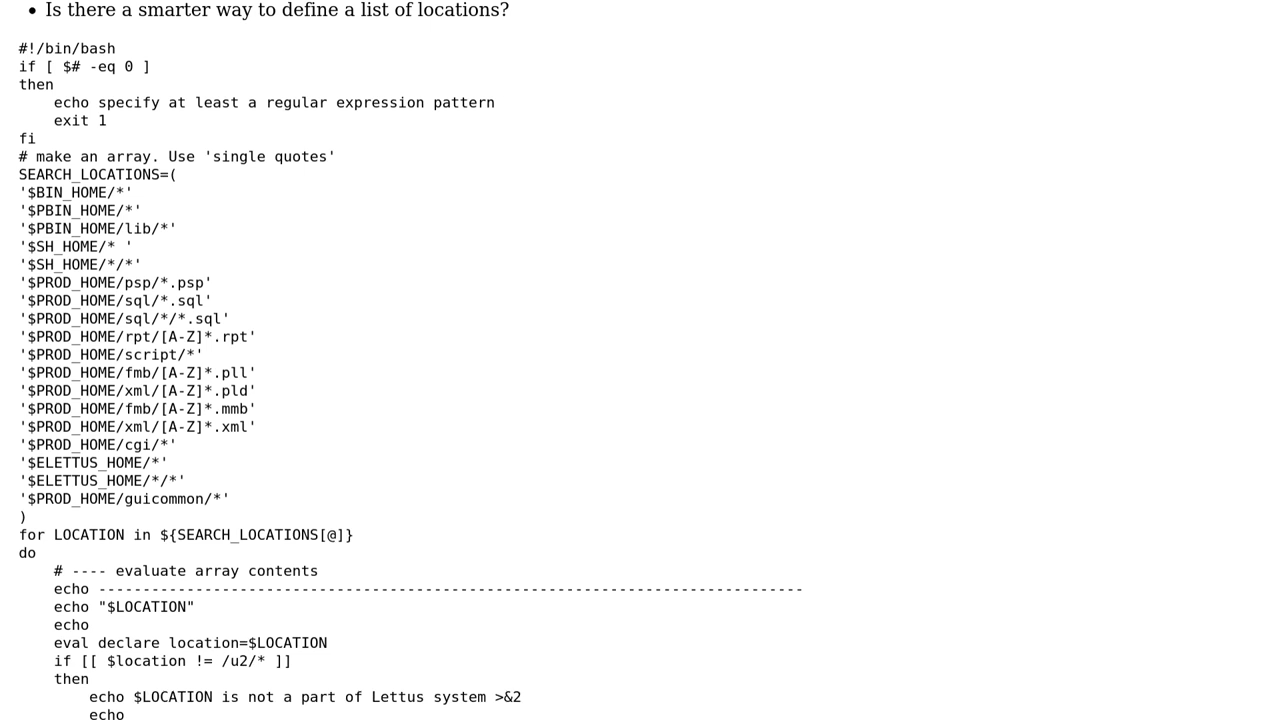 • Is there a smarter way to define a list of locations?
#!/bin/bash
if [ $# -eq 0 ]
then
    echo specify at least a regular expression pattern
    exit 1
fi
# make an array. Use 'single quotes'
SEARCH_LOCATIONS=(
'$BIN_HOME/*'
'$PBIN_HOME/*'
'$PBIN_HOME/lib/*'
'$SH_HOME/* '
'$SH_HOME/*/*'
'$PROD_HOME/psp/*.psp'
'$PROD_HOME/sql/*.sql'
'$PROD_HOME/sql/*/*.sql'
'$PROD_HOME/rpt/[A-Z]*.rpt'
'$PROD_HOME/script/*'
'$PROD_HOME/fmb/[A-Z]*.pll'
'$PROD_HOME/xml/[A-Z]*.pld'
'$PROD_HOME/fmb/[A-Z]*.mmb'
'$PROD_HOME/xml/[A-Z]*.xml'
'$PROD_HOME/cgi/*'
'$ELETTUS_HOME/*'
'$ELETTUS_HOME/*/*'
'$PROD_HOME/guicommon/*'
)
for LOCATION in ${SEARCH_LOCATIONS[@]}
do
    # ---- evaluate array contents
    echo --------------------------------------------------------------------------------
    echo "$LOCATION"
    echo
    eval declare location=$LOCATION
    if [[ $location != /u2/* ]]
    then
        echo $LOCATION is not a part of Lettus system >&2
        echo